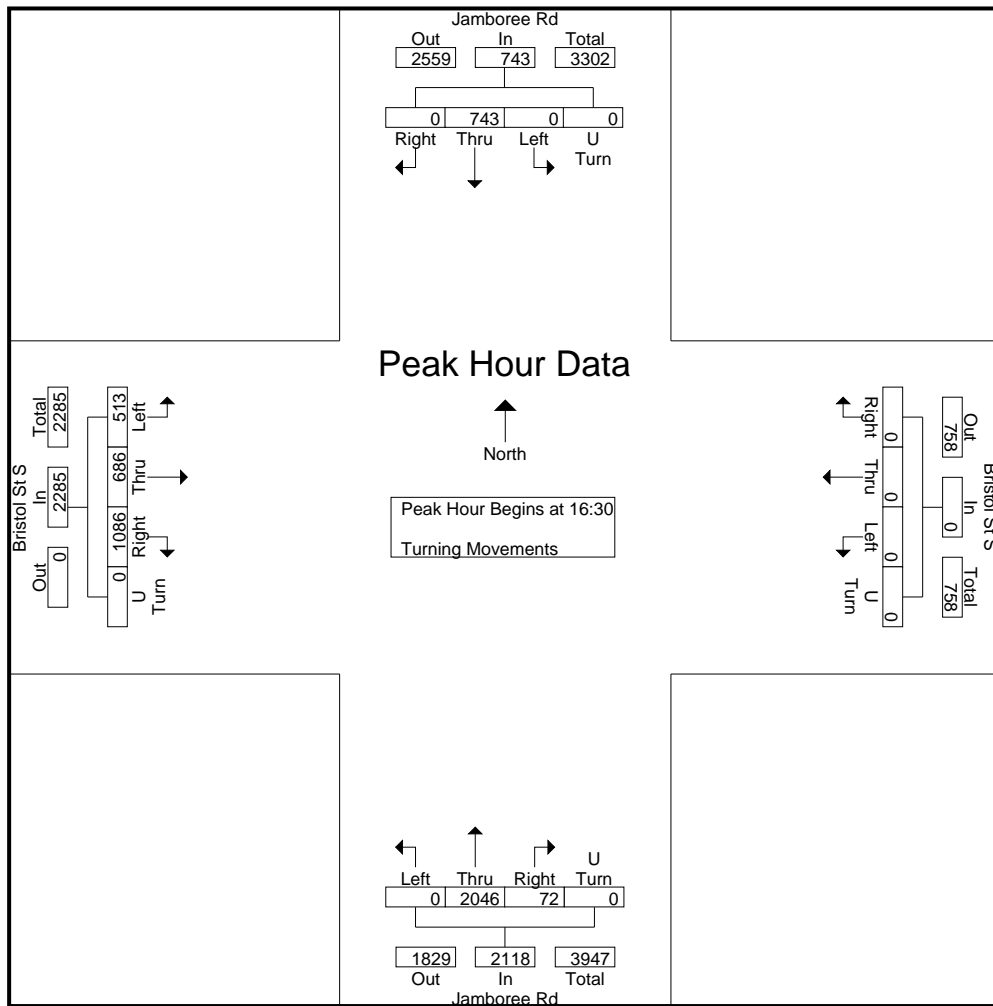 Jamboree Rd
Out In Total
2559 743 3302
0 743 0 0
Right Thru Left U
Turn
Peak Hour Data
North
Peak Hour Begins at 16:30
Turning Movements
Bristol St S
Out In Total
0 2285 2285
0 1086 686 513
U
Turn Right Thru Left
Bristol St S
Out In Total
758 0 758
0 0 0 0
Right Thru Left U
Turn
U
Left Thru Right Turn
0 2046 72 0
1829 2118 3947
Out In Total
Jamboree Rd